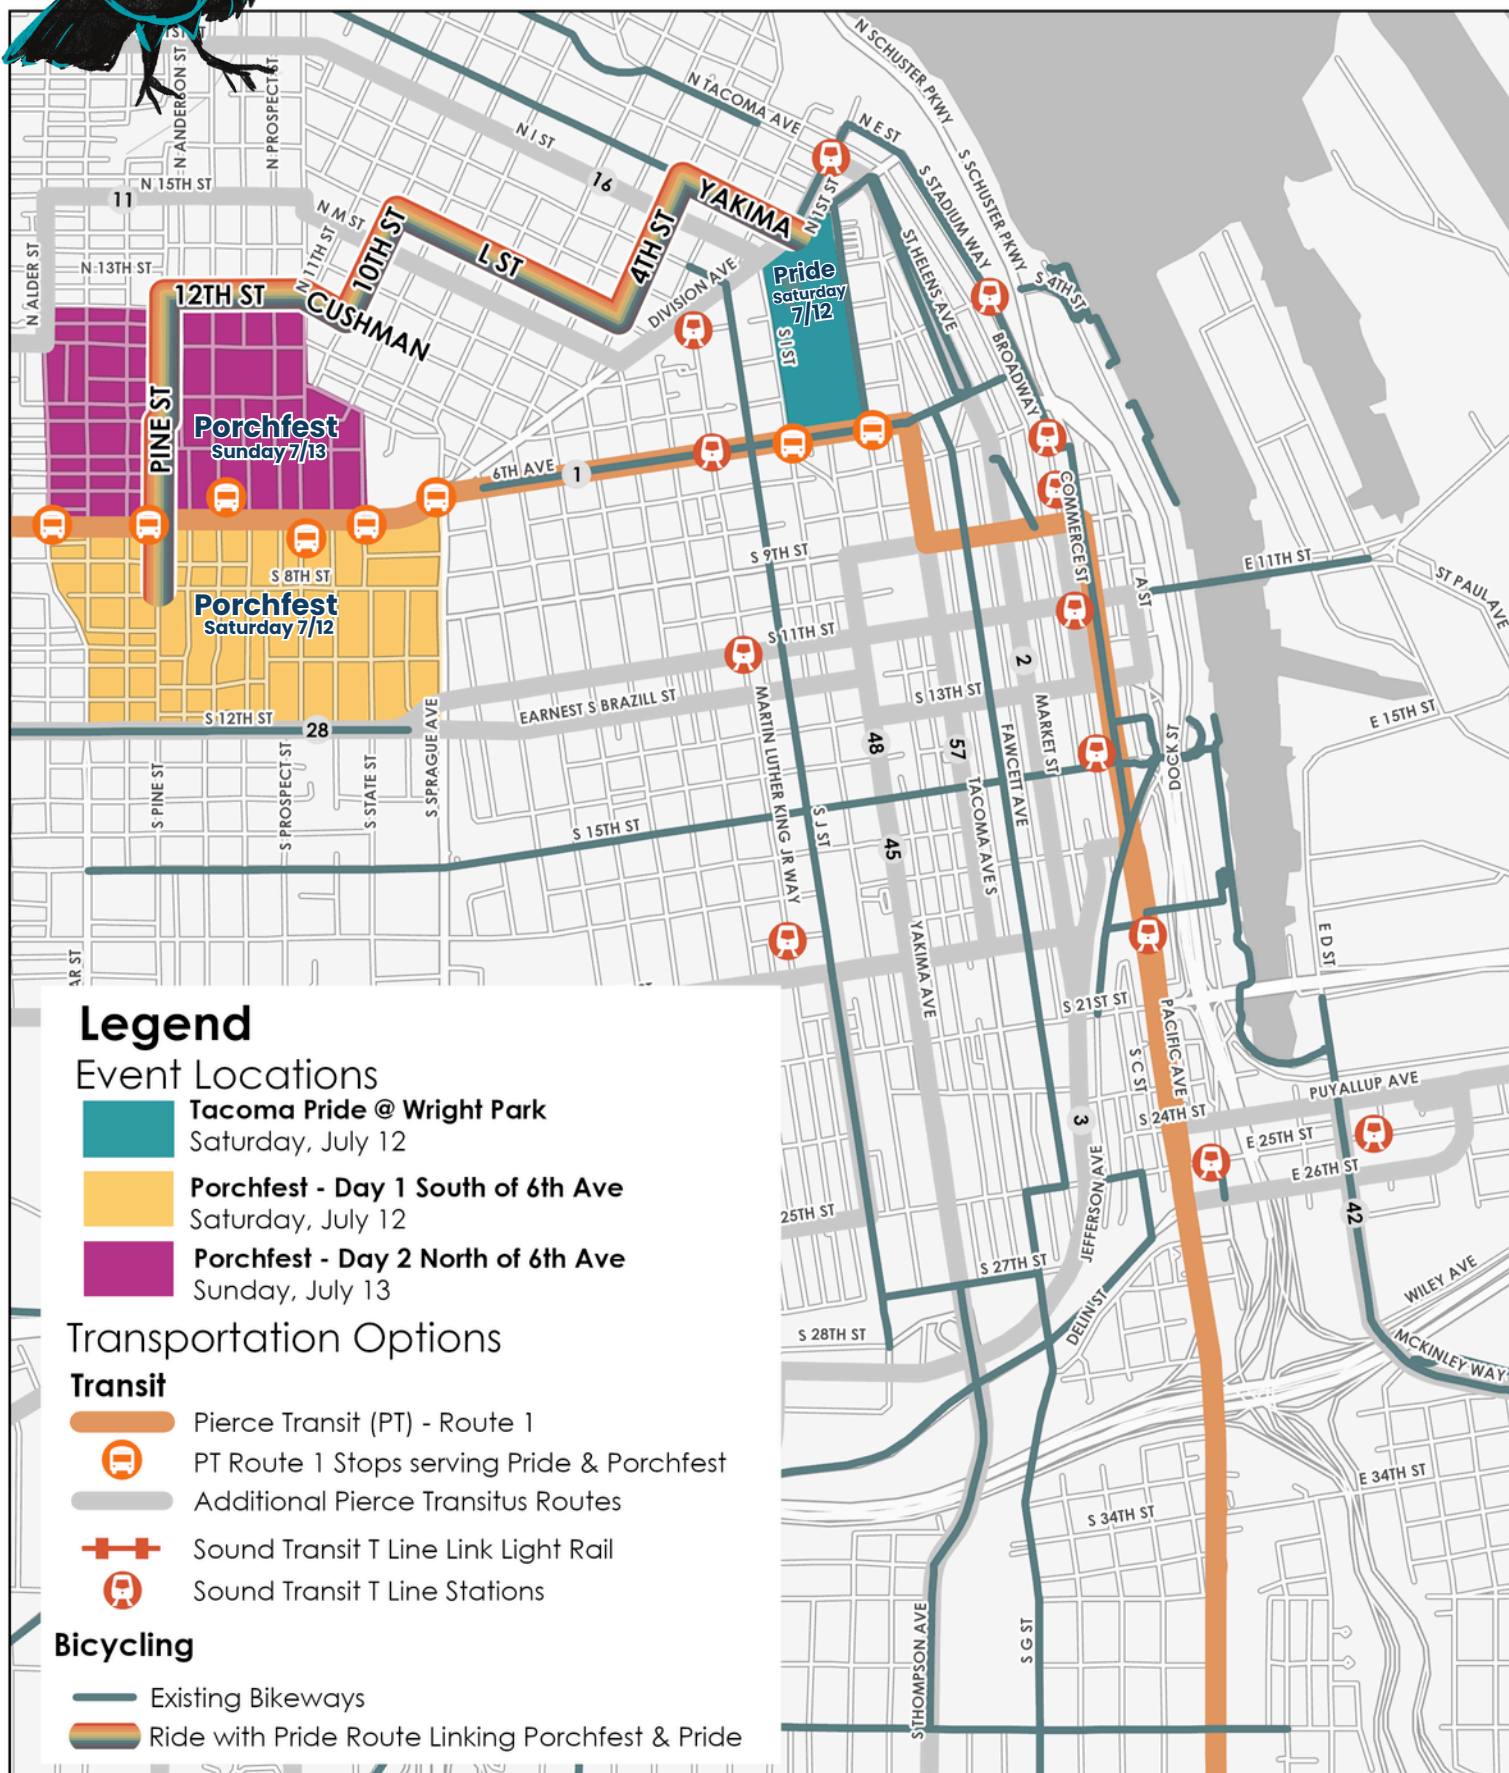 N ANDERSON ST
N PROSPECT ST
N SCHUSTER PKWY
N TACOMA AVE
N E ST
N I ST
S STADIUM WAY
S SCHUSTER PKWY
N 15TH ST
11
16
YAKIMA
N 1ST ST
N M ST
10TH ST
N 11TH ST
L ST
4TH ST
ST HELENS AVE
S 4TH ST
N ALDER ST
N 13TH ST
12TH ST
CUSHMAN
DIVISION AVE
Pride
Saturday
7/12
S I ST
BROADWAY
PINE ST
Porchfest
Sunday 7/13
6TH AVE
1
COMMERCE ST
S 9TH ST
S 8TH ST
Porchfest
Saturday 7/12
A ST
E 11TH ST
ST PAUL AVE
S 11TH ST
2
S 13TH ST
EARNEST S BRAZILL ST
S 12TH ST
28
S SPRAGUE AVE
MARTIN LUTHER KING JR WAY
48
57
FAWCETT AVE
MARKET ST
DOCK ST
E 15TH ST
S PINE ST
S PROSPECT ST
S STATE ST
S 15TH ST
S J ST
45
TACOMA AVE S
YAKIMA AVE
E D ST
AR ST
S 21ST ST
PACIFIC AVE
S C ST
S 24TH ST
PUYALLUP AVE
E 25TH ST
E 26TH ST
3
42
JEFFERSON AVE
25TH ST
S 27TH ST
DELIN ST
S 28TH ST
WILEY AVE
MCKINLEY WAY
E 34TH ST
S 34TH ST
S THOMPSON AVE
S G ST
Legend
Event Locations
Tacoma Pride @ Wright Park
Saturday, July 12
Porchfest - Day 1 South of 6th Ave
Saturday, July 12
Porchfest - Day 2 North of 6th Ave
Sunday, July 13
Transportation Options
Transit
Pierce Transit (PT) - Route 1
PT Route 1 Stops serving Pride & Porchfest
Additional Pierce Transitus Routes
Sound Transit T Line Link Light Rail
Sound Transit T Line Stations
Bicycling
Existing Bikeways
Ride with Pride Route Linking Porchfest & Pride